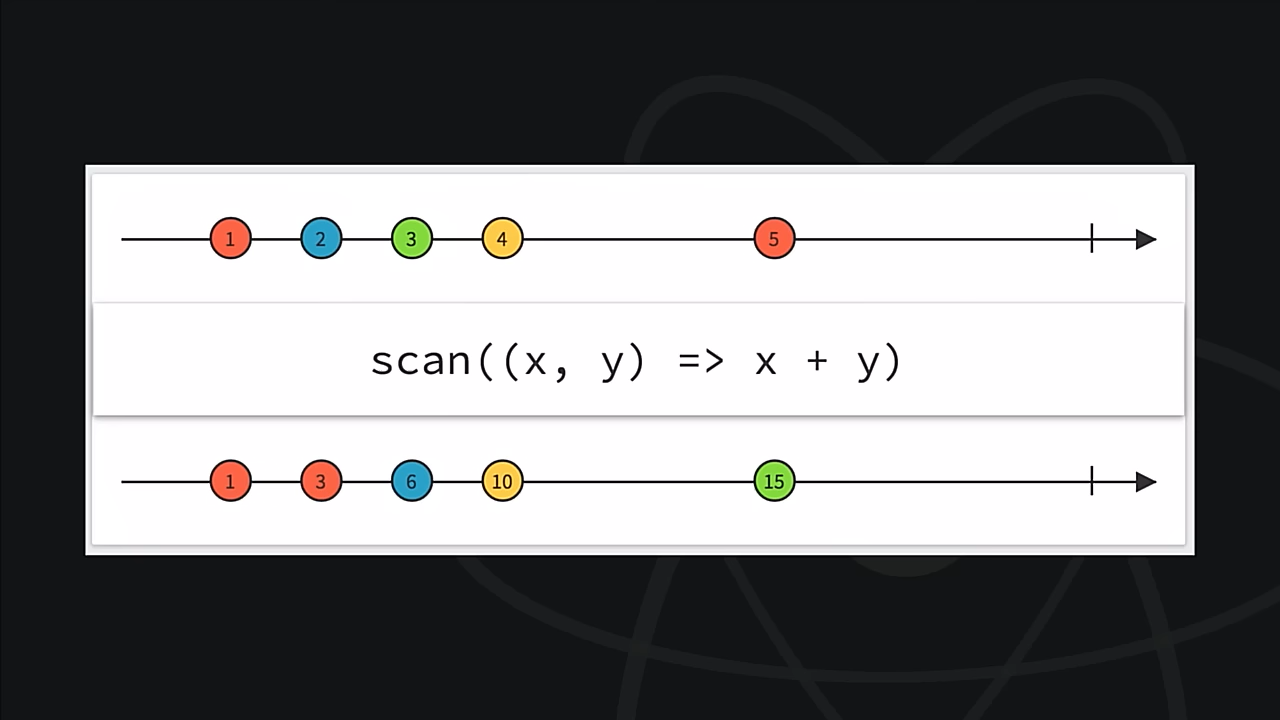 1 2 3 4 5
scan((x, y) => x + y)
1 3 6 10 15